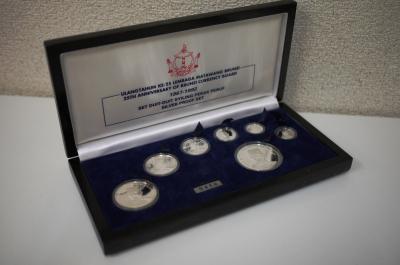 ULANGTAHUN KE-25 LEMBAGA MATAWANG BRUNEI
25TH ANNIVERSARY OF BRUNEI CURRENCY BOARD
1967-1992
SET DUIT-DUIT SYILING PERAK PERUF
SILVER PROOF SET